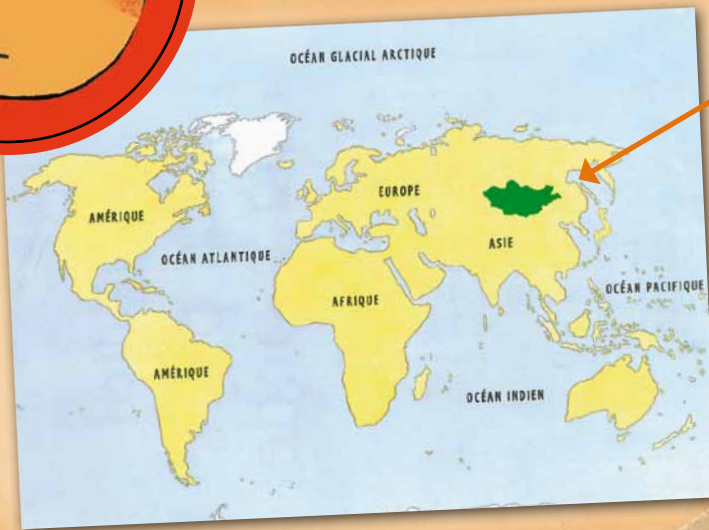 OCÉAN GLACIAL ARCTIQUE
EUROPE
AMÉRIQUE
ASIE
OCÉAN ATLANTIQUE
OCÉAN PACIFIQUE
AFRIQUE
AMÉRIQUE
OCÉAN INDIEN